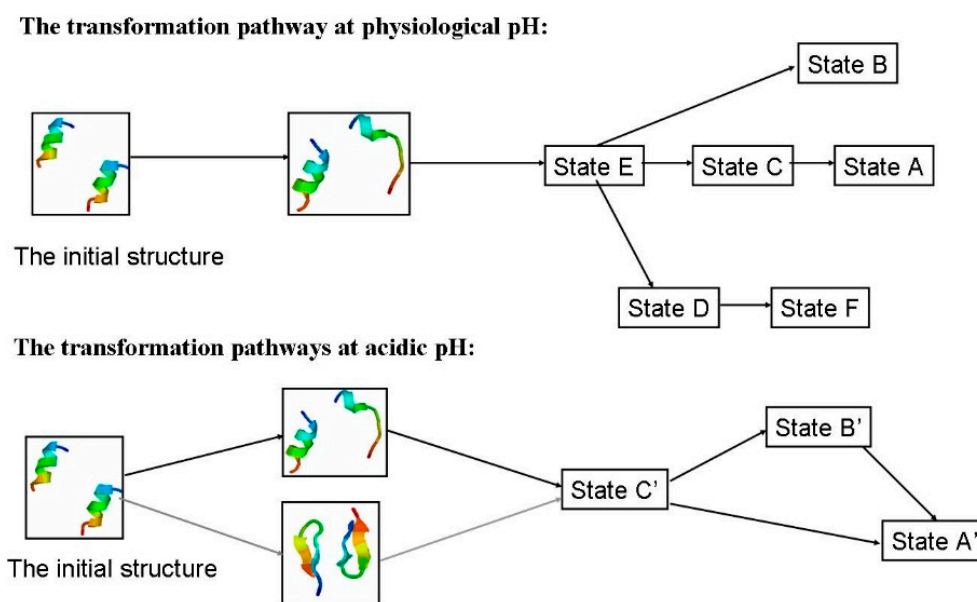 The transformation pathway at physiological pH:
State B
State E
State C
State A
The initial structure
State D
State F
The transformation pathways at acidic pH:
State B’
State C’
State A’
The initial structure